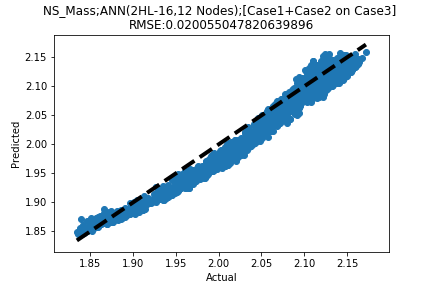 NS_Mass;ANN(2HL-16,12 Nodes);[Case1+Case2 on Case3]
RMSE:0.020055047820639896
2.15
2.10
2.05
2.00
1.95
1.90
1.85
Predicted
1.85 1.90 1.95 2.00 2.05 2.10 2.15
Actual